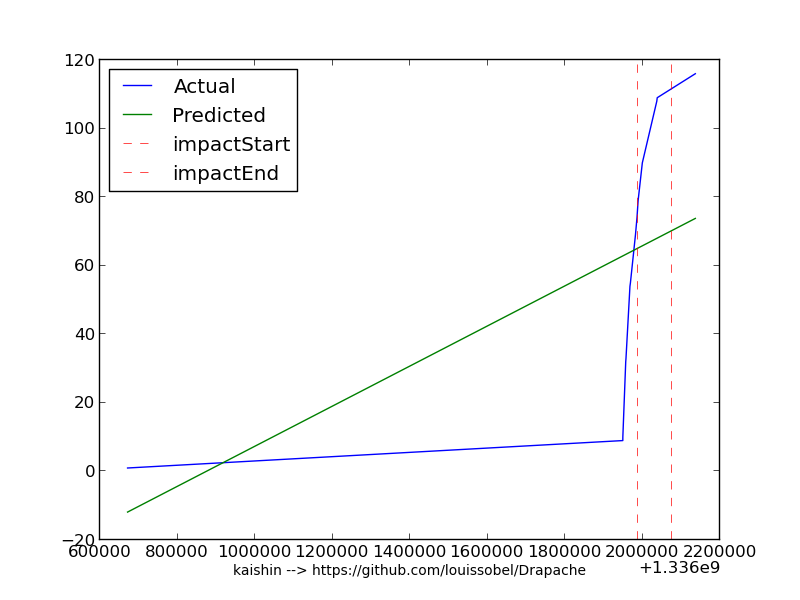 120
100
80
60
40
20
0
−20
Actual
Predicted
impactStart
impactEnd
600000 800000 1000000 1200000 1400000 1600000 1800000 2000000 2200000
+1.336e9
kaishin --> https://github.com/louissobel/Drapache